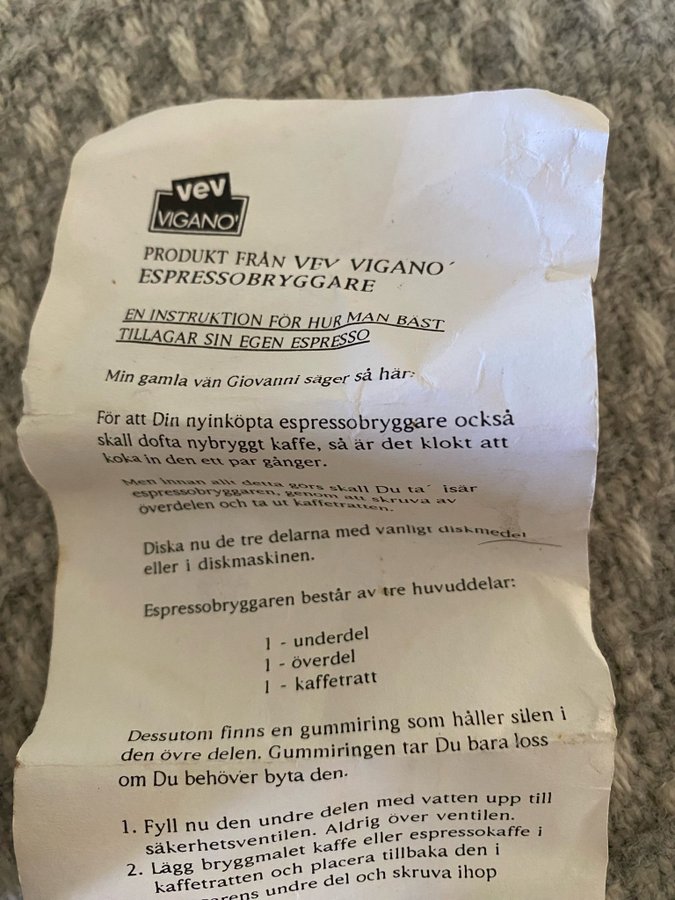 vev
VIGANO'
PRODUKT FRÅN VEV VIGANO´
ESPRESSOBRYGGARE
EN INSTRUKTION FÖR HUR MAN BÄST
TILLAGAR SIN EGEN ESPRESSO
Min gamla vän Giovanni säger så här:
För att Din nyinköpta espressobryggare också
skall dofta nybryggt kaffe, så är det klokt att
koka in den ett par gånger.
Men innan allt detta görs skall Du ta´ isär
espressobryggaren, genom att skruva av
överdelen och ta ut kaffetratten.
Diska nu de tre delarna med vanligt diskmedel
eller i diskmaskinen.
Espressobryggaren består av tre huvuddelar:
1 - underdel
1 - överdel
1 - kaffetratt
Dessutom finns en gummiring som håller silen i
den övre delen. Gummiringen tar Du bara loss
om Du behöver byta den.
1. Fyll nu den undre delen med vatten upp till
säkerhetsventilen. Aldrig över ventilen.
2. Lägg bryggmalet kaffe eller espressokaffe i
kaffetratten och placera tillbaka den i
undre del och skruva ihop